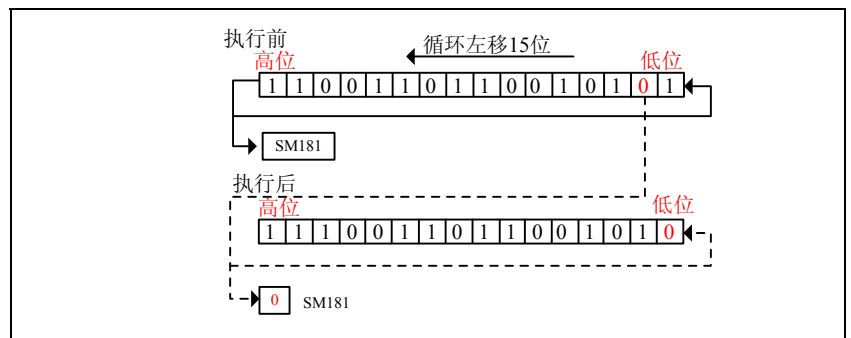 执行前
循环左移15位
高位 低位
1 1 0 0 1 1 0 1 1 0 0 1 0 1 0 1
SM181
执行后
高位 低位
1 1 1 0 0 1 1 0 1 1 0 0 1 0 1 0
0 SM181